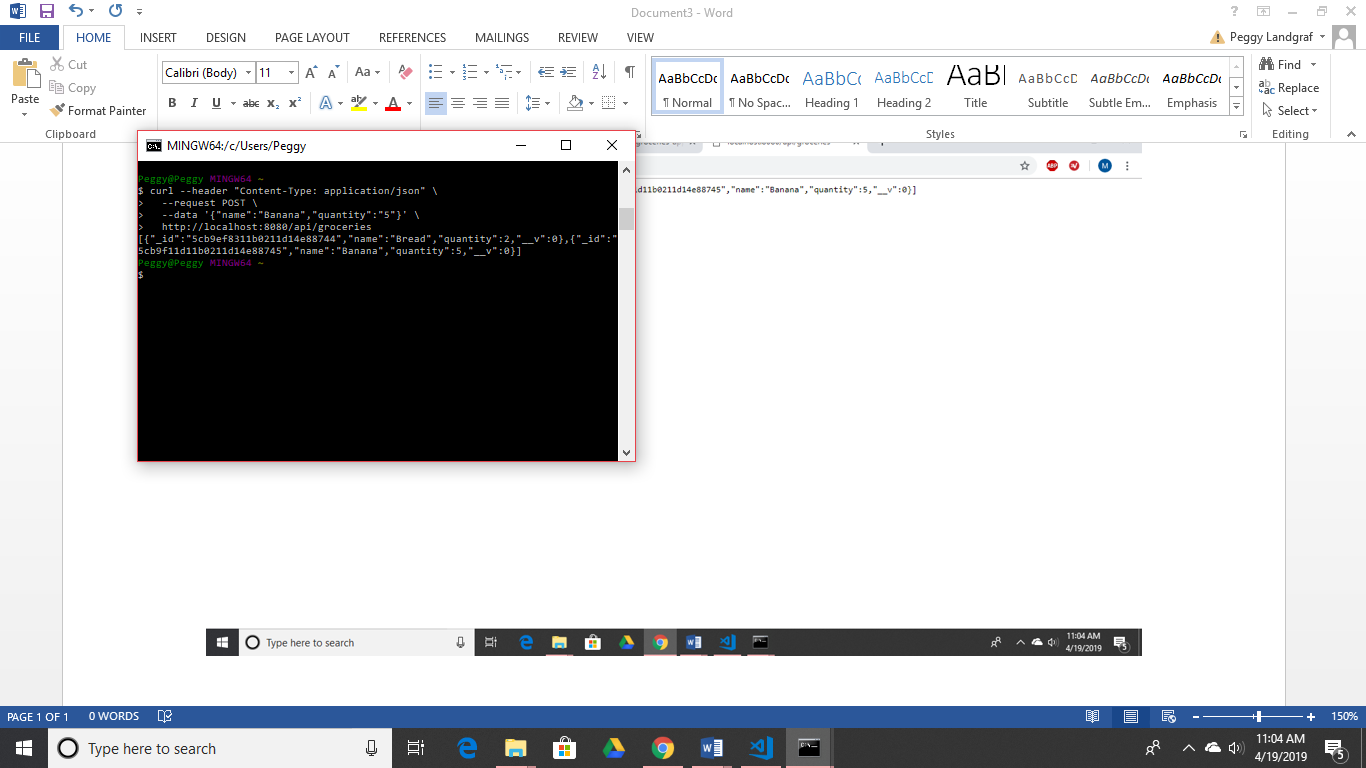 Document3 - Word
FILE HOME INSERT DESIGN PAGE LAYOUT REFERENCES MAILINGS REVIEW VIEW
Peggy Landgraf
Paste
Cut
Copy
Format Painter
Clipboard
Calibri (Body) 11
AaBbCcDc AaBbCcDc AaBbCc AaBbCcD AaBl AaBbCcD AaBbCcDc AaBbCcDc
¶ Normal ¶ No Spac... Heading 1 Heading 2 Title Subtitle Subtle Em... Emphasis
Styles
Find
Replace
Select
Editing
MINGW64:/c/Users/Peggy
Peggy@Peggy MINGW64 ~
$ curl --header "Content-Type: application/json" \
> --request POST \
> --data '{"name":"Banana","quantity":"5"}' \
> http://localhost:8080/api/groceries
[{"_id":"5cb9ef8311b0211d14e88744","name":"Bread","quantity":2,"__v":0},{"_id":"
5cb9f11d11b0211d14e88745","name":"Banana","quantity":5,"__v":0}]
Peggy@Peggy MINGW64 ~
$
ABP
M
d11b0211d14e88745","name":"Banana","quantity":5,"__v":0}]
Type here to search
11:04 AM
4/19/2019
5
PAGE 1 OF 1 0 WORDS
150%
Type here to search
11:04 AM
4/19/2019
5